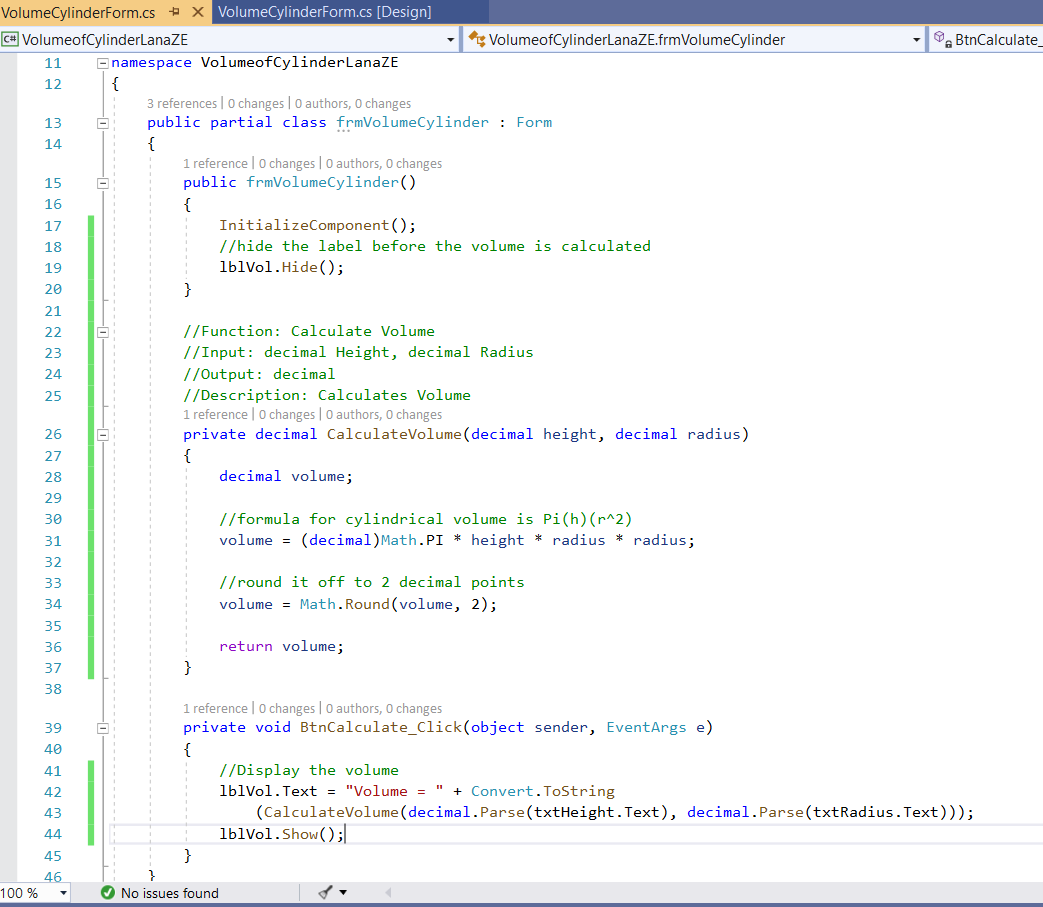 VolumeCylinderForm.cs VolumeCylinderForm.cs [Design]
C# VolumeofCylinderLanaZE VolumeofCylinderLanaZE.frmVolumeCylinder BtnCalculate_
11 namespace VolumeofCylinderLanaZE
12 {
3 references | 0 changes | 0 authors, 0 changes
13 public partial class frmVolumeCylinder : Form
14 {
1 reference | 0 changes | 0 authors, 0 changes
15 public frmVolumeCylinder()
16 {
17 InitializeComponent();
18 //hide the label before the volume is calculated
19 lblVol.Hide();
20 }
21
22 //Function: Calculate Volume
23 //Input: decimal Height, decimal Radius
24 //Output: decimal
25 //Description: Calculates Volume
1 reference | 0 changes | 0 authors, 0 changes
26 private decimal CalculateVolume(decimal height, decimal radius)
27 {
28 decimal volume;
29
30 //formula for cylindrical volume is Pi(h)(r^2)
31 volume = (decimal)Math.PI * height * radius * radius;
32
33 //round it off to 2 decimal points
34 volume = Math.Round(volume, 2);
35
36 return volume;
37 }
38
1 reference | 0 changes | 0 authors, 0 changes
39 private void BtnCalculate_Click(object sender, EventArgs e)
40 {
41 //Display the volume
42 lblVol.Text = "Volume = " + Convert.ToString
43 (CalculateVolume(decimal.Parse(txtHeight.Text), decimal.Parse(txtRadius.Text)));
44 lblVol.Show();
45 }
46 }
100 % No issues found